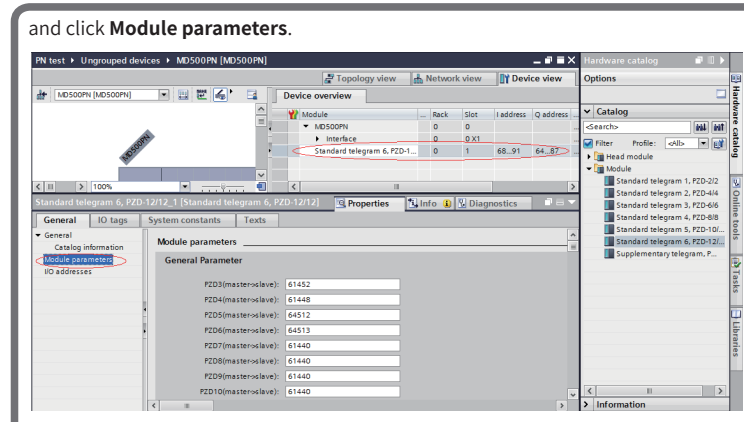 and click Module parameters.
PN test ▸ Ungrouped devices ▸ MD500PN [MD500PN]
Hardware catalog
Topology view
Network view
Device view
Options
MD500PN [MD500PN]
Device overview
Module
...
Rack
Slot
I address
Q address
...
MD500PN
0
0
Interface
0
0 X1
Standard telegram 6, PZD-1...
0
1
68...91
64...87
MD500PN
100%
Catalog
<Search>
Filter
Profile:
<All>
Head module
Module
Standard telegram 1, PZD-2/2
Standard telegram 2, PZD-4/4
Standard telegram 3, PZD-6/6
Standard telegram 4, PZD-8/8
Standard telegram 5, PZD-10/...
Standard telegram 6, PZD-12/...
Supplementary telegram, P...
Information
Hardware catalog
Online tools
Tasks
Libraries
Standard telegram 6, PZD-12/12_1 [Standard telegram 6, PZD-12/12]
Properties
Info
Diagnostics
General
IO tags
System constants
Texts
General
Catalog information
Module parameters
I/O addresses
Module parameters
General Parameter
PZD3(master->slave): 61452
PZD4(master->slave): 61448
PZD5(master->slave): 64512
PZD6(master->slave): 64513
PZD7(master->slave): 61440
PZD8(master->slave): 61440
PZD9(master->slave): 61440
PZD10(master->slave): 61440